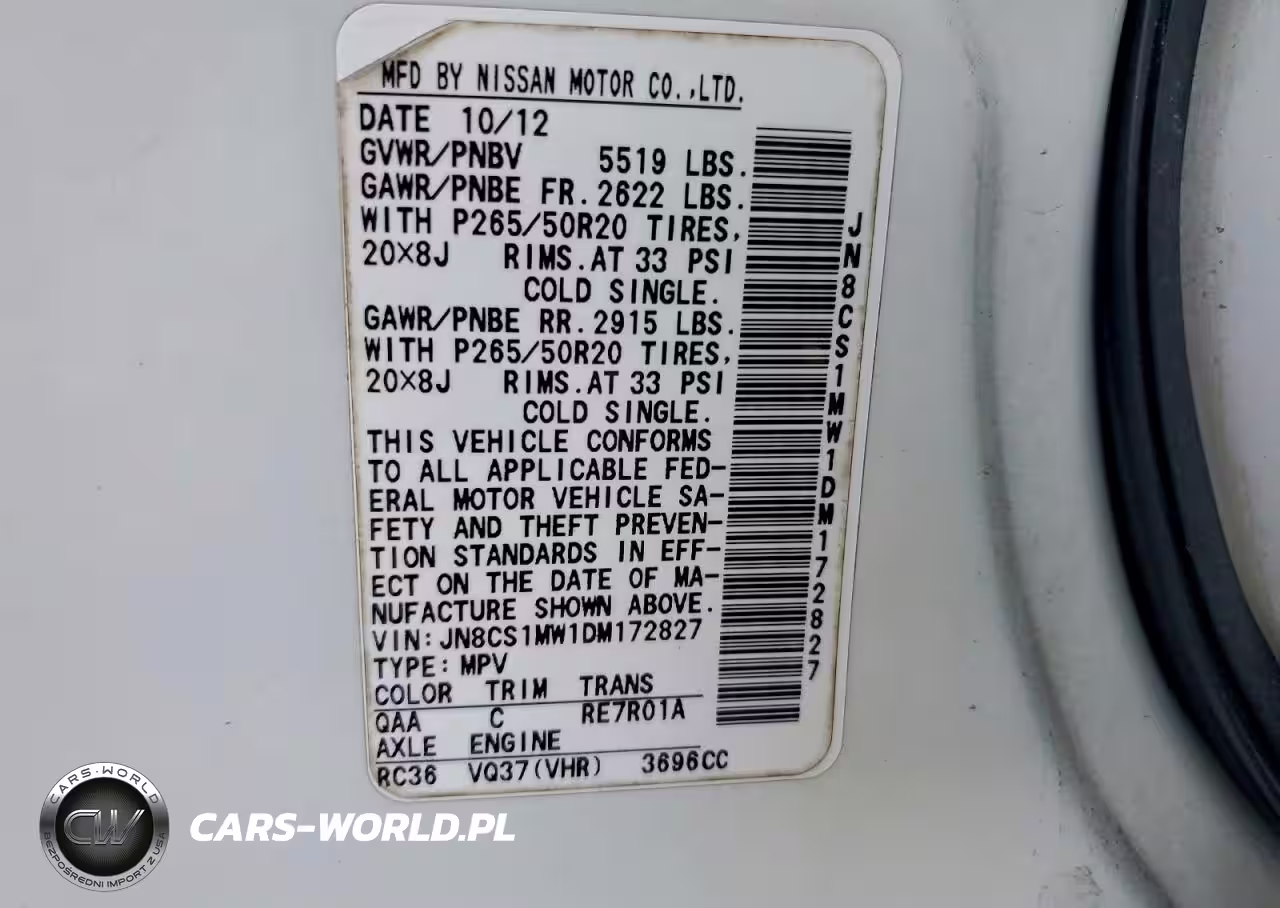 MFD BY NISSAN MOTOR CO.,LTD.
DATE 10/12
GVWR/PNBV 5519 LBS.
GAWR/PNBE FR.2622 LBS.
WITH P265/50R20 TIRES,
20X8J RIMS.AT 33 PSI
COLD SINGLE.
GAWR/PNBE RR.2915 LBS.
WITH P265/50R20 TIRES,
20X8J RIMS.AT 33 PSI
COLD SINGLE.
THIS VEHICLE CONFORMS
TO ALL APPLICABLE FED-
ERAL MOTOR VEHICLE SA-
FETY AND THEFT PREVEN-
TION STANDARDS IN EFF-
ECT ON THE DATE OF MA-
NUFACTURE SHOWN ABOVE.
VIN:JN8CS1MW1DM172827
TYPE:MPV
COLOR TRIM TRANS
QAA C RE7R01A
AXLE ENGINE
RC36 VQ37(VHR) 3696CC
JN8CS1MW1DM172827
CARS-WORLD
CW
BEZPOŚREDNI IMPORT Z USA
CARS-WORLD.PL